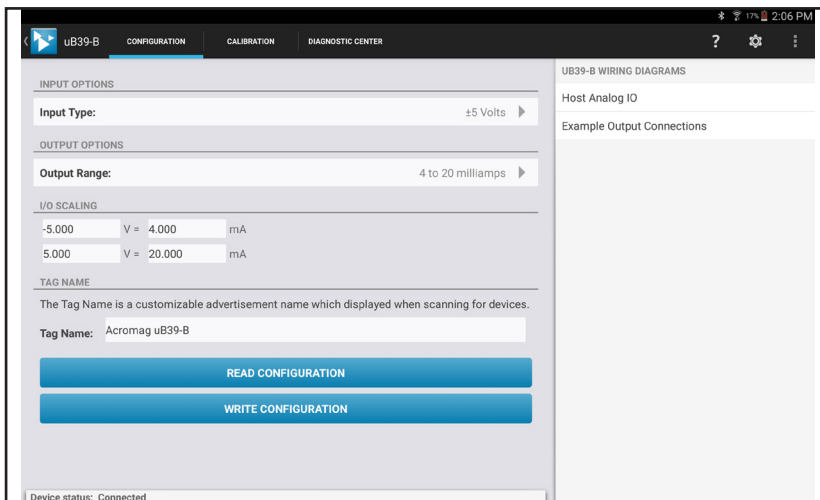 17% 2:06 PM
uB39-B CONFIGURATION CALIBRATION DIAGNOSTIC CENTER ?
INPUT OPTIONS
Input Type: ±5 Volts
OUTPUT OPTIONS
Output Range: 4 to 20 milliamps
I/O SCALING
-5.000 V = 4.000 mA
5.000 V = 20.000 mA
TAG NAME
The Tag Name is a customizable advertisement name which displayed when scanning for devices.
Tag Name: Acromag uB39-B
READ CONFIGURATION
WRITE CONFIGURATION
Device status: Connected
UB39-B WIRING DIAGRAMS
Host Analog IO
Example Output Connections